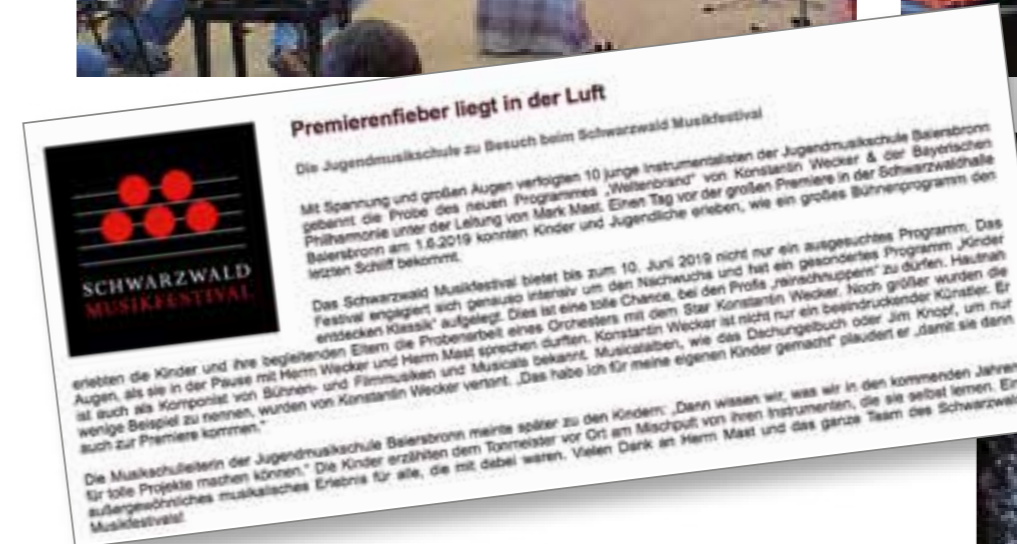 Premierenfieber liegt in der Luft
Die Jugendmusikschule zu Besuch beim Schwarzwald Musikfestival
SCHWARZWALD
MUSIKFESTIVAL
Mit Spannung und großen Augen verfolgten 10 junge Instrumentalisten der Jugendmusikschule Baiersbronn
gebannt die Probe des neuen Programmes „Weltenbrand“ von Konstantin Wecker & der Bayerischen
Philharmonie unter der Leitung von Mark Mast. Einen Tag vor der großen Premiere in der Schwarzwaldhalle
Baiersbronn am 1.6.2019 konnten Kinder und Jugendliche erleben, wie ein großes Bühnenprogramm den
letzten Schliff bekommt.
Das Schwarzwald Musikfestival bietet bis zum 10. Juni 2019 nicht nur ein ausgesuchtes Programm. Das
Festival engagiert sich genauso intensiv um den Nachwuchs und hat ein gesondertes Programm „Kinder
entdecken Klassik“ aufgelegt. Dies ist eine tolle Chance, bei den Profis „reinschnuppern“ zu dürfen. Hautnah
erlebten die Kinder und ihre begleitenden Eltern die Probenarbeit eines Orchesters mit dem Star Konstantin Wecker. Noch größer wurden die
Augen, als sie in der Pause mit Herrn Wecker und Herrn Mast sprechen durften. Konstantin Wecker ist nicht nur ein beeindruckender Künstler. Er
ist auch als Komponist von Bühnen- und Filmmusiken und Musicals bekannt. Musicalalben, wie das Dschungelbuch oder Jim Knopf, um nur
wenige Beispiel zu nennen, wurden von Konstantin Wecker vertont. „Das habe ich für meine eigenen Kinder gemacht“ plaudert er „damit sie dann
auch zur Premiere kommen.“
Die Musikschulleiterin der Jugendmusikschule Baiersbronn meinte später zu den Kindern: „Dann wissen wir, was wir in den kommenden Jahren
für tolle Projekte machen können.“ Die Kinder erzählten dem Tonmeister vor Ort am Mischpult von ihren Instrumenten, die sie selbst lernen. Ein
außergewöhnliches musikalisches Erlebnis für alle, die mit dabei waren. Vielen Dank an Herrn Mast und das ganze Team des Schwarzwald
Musikfestivals!